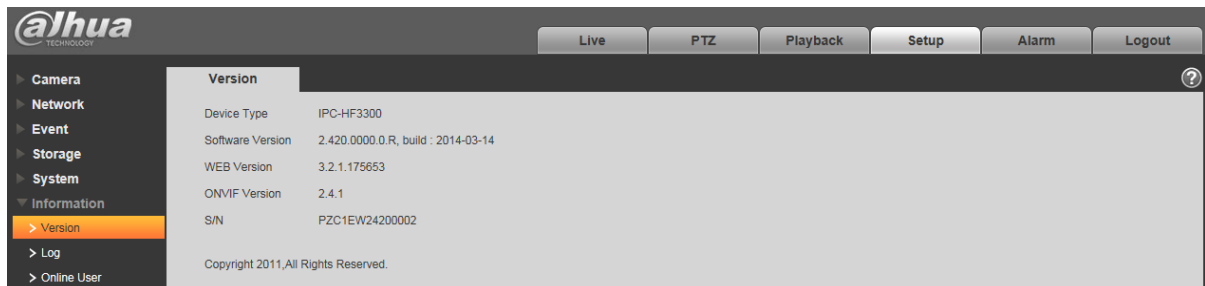 alhua
TECHNOLOGY
Live PTZ Playback Setup Alarm Logout
Camera
Network
Event
Storage
System
Information
Version
Log
Online User
Version
?
Device Type IPC-HF3300
Software Version 2.420.0000.0.R, build : 2014-03-14
WEB Version 3.2.1.175653
ONVIF Version 2.4.1
S/N PZC1EW24200002
Copyright 2011,All Rights Reserved.